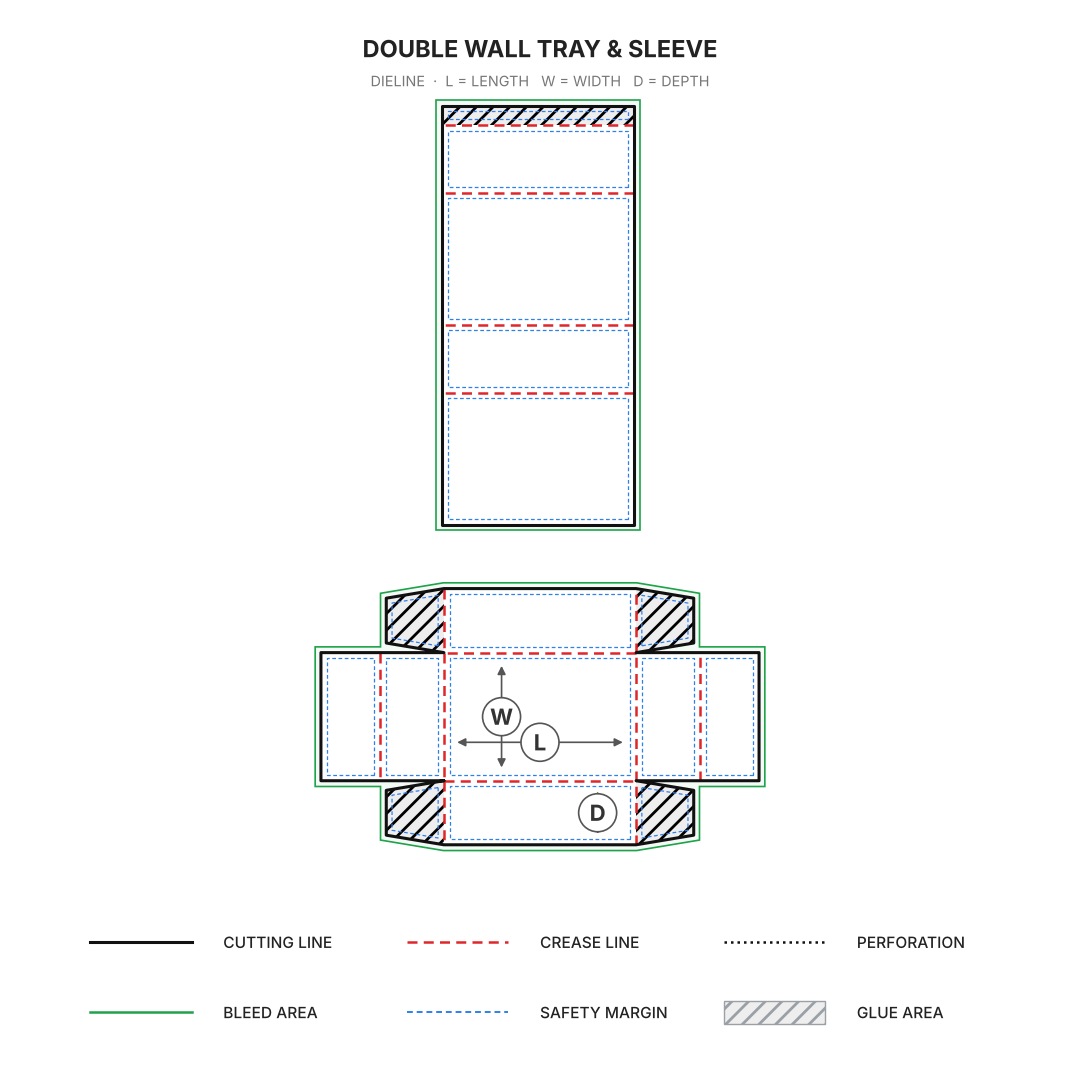 DOUBLE WALL TRAY & SLEEVE
DIELINE · L = LENGTH W = WIDTH D = DEPTH
W
L
D
CUTTING LINE
CREASE LINE
PERFORATION
BLEED AREA
SAFETY MARGIN
GLUE AREA